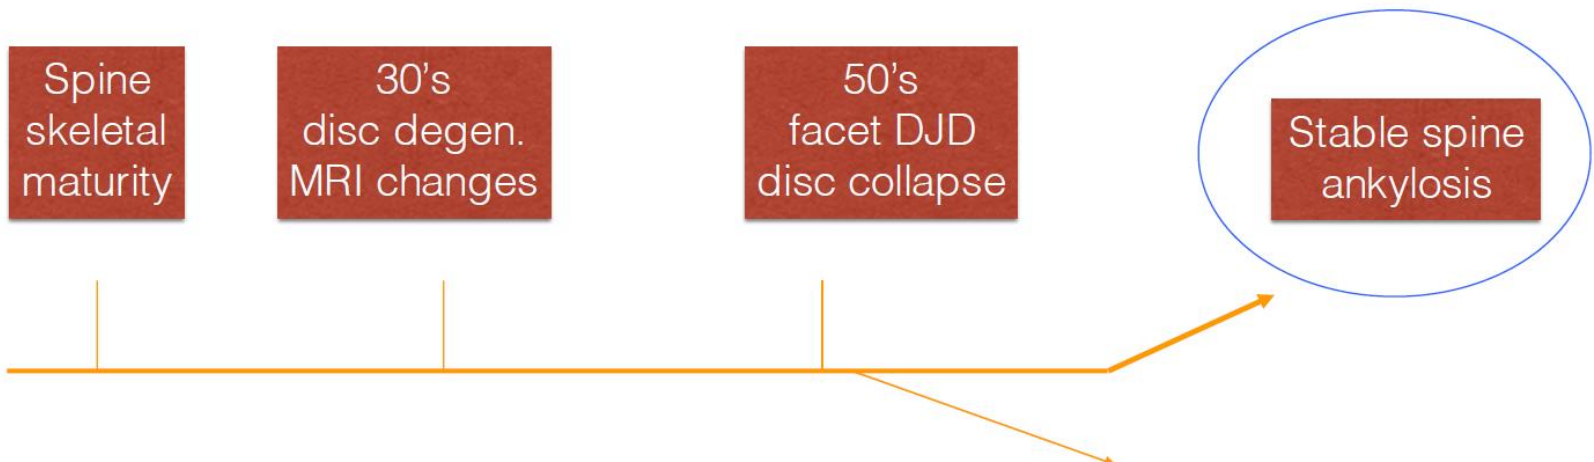 Spine
skeletal
maturity
30's
disc degen.
MRI changes
50's
facet DJD
disc collapse
Stable spine
ankylosis